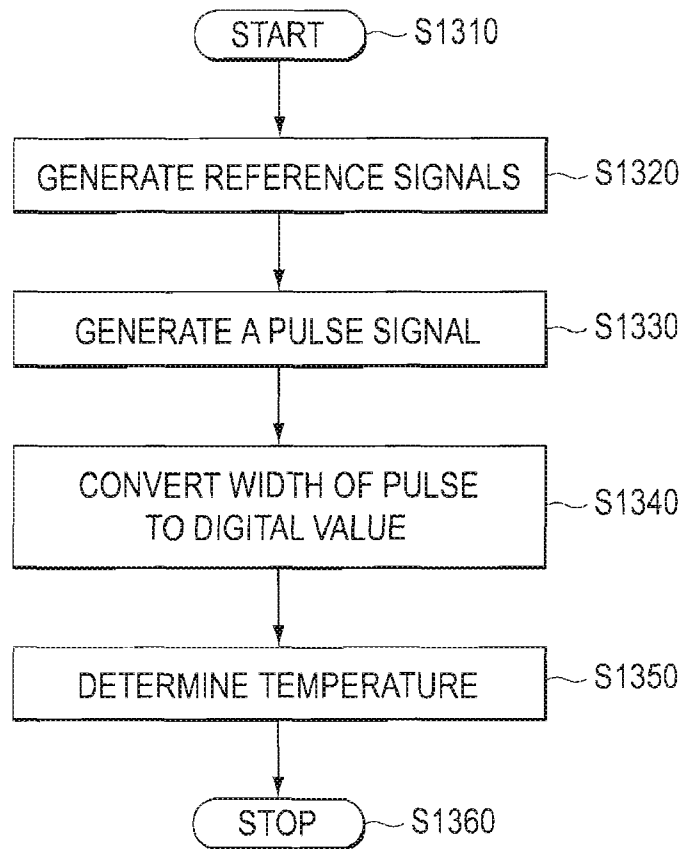 START S1310
GENERATE REFERENCE SIGNALS S1320
GENERATE A PULSE SIGNAL S1330
CONVERT WIDTH OF PULSE
TO DIGITAL VALUE
S1340
DETERMINE TEMPERATURE S1350
STOP S1360